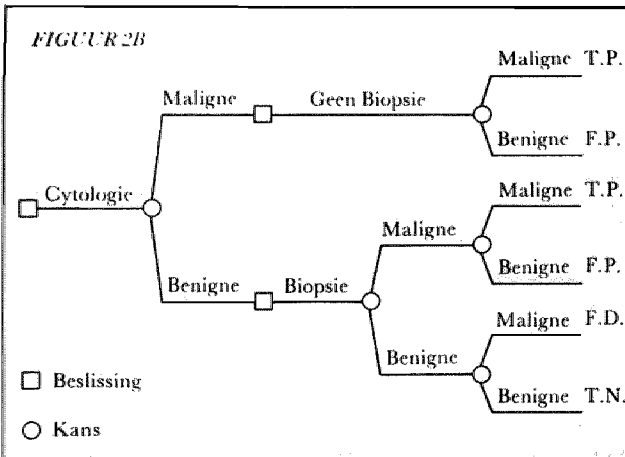 FIGUUR 2B
Maligne T.P.
Maligne Geen Biopsie
Benigne F.P.
Cytologie
Maligne T.P.
Maligne
Benigne F.P.
Benigne Biopsie
Maligne F.D.
Benigne
Benigne T.N.
Beslissing
Kans